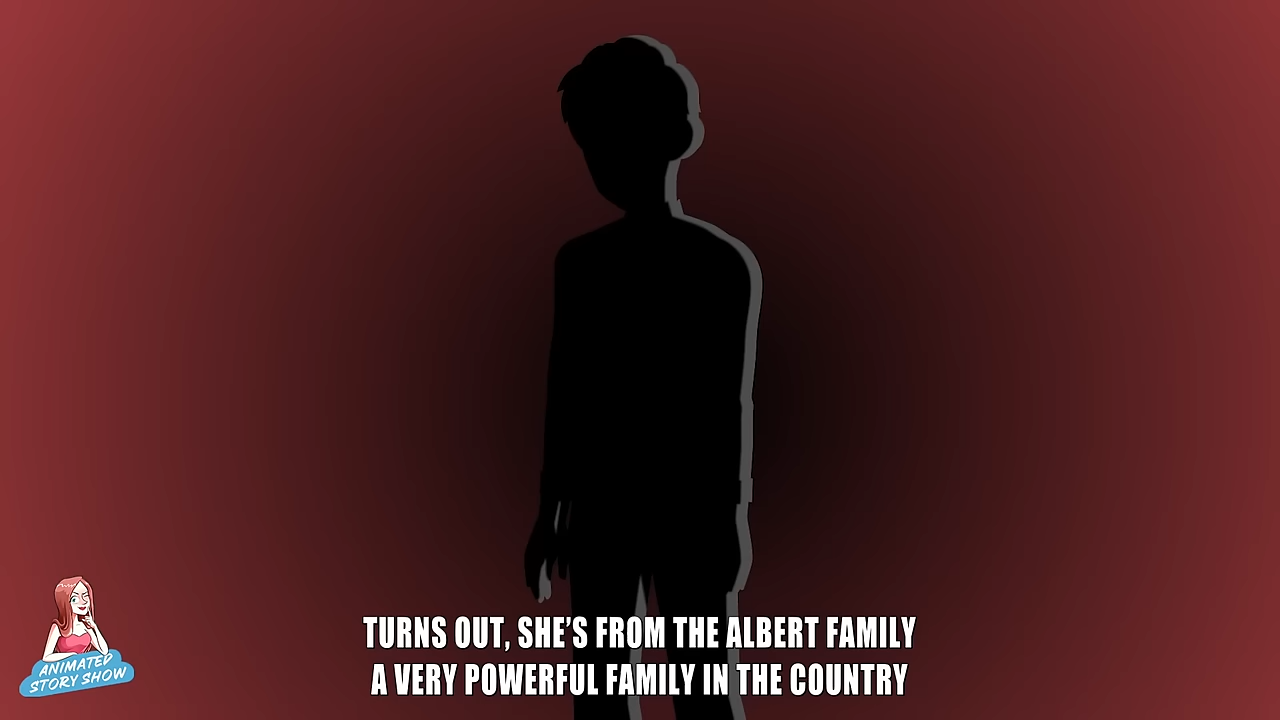 TURNS OUT, SHE'S FROM THE ALBERT FAMILY
A VERY POWERFUL FAMILY IN THE COUNTRY
ANIMATED
STORY SHOW